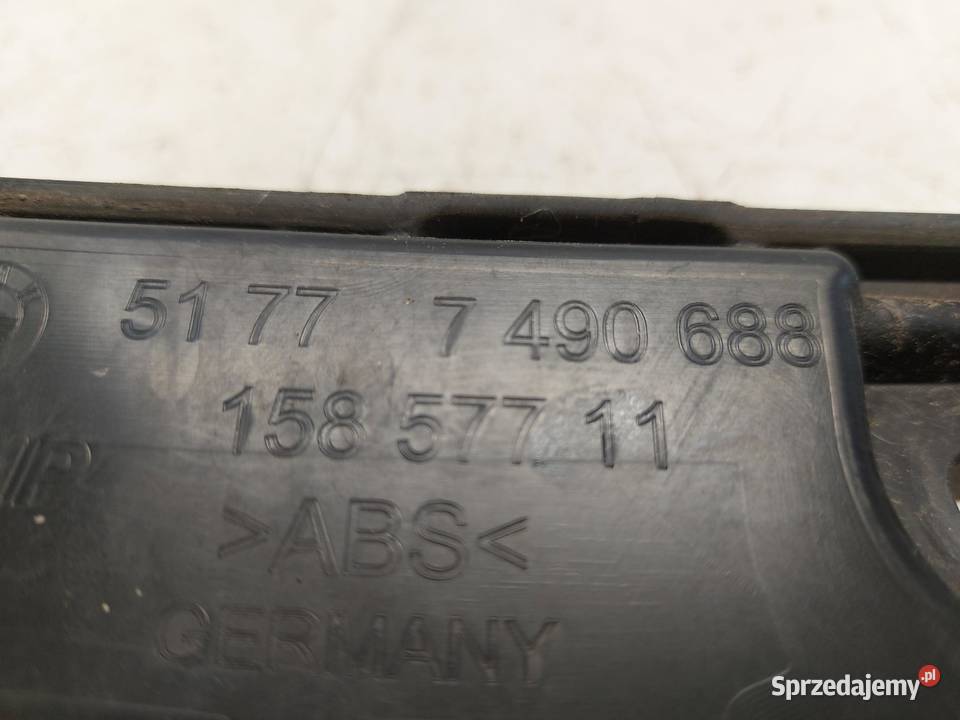 51 77 7 490 688
158 577 11
>ABS<
GERMANY
Sprzedajemy.pl